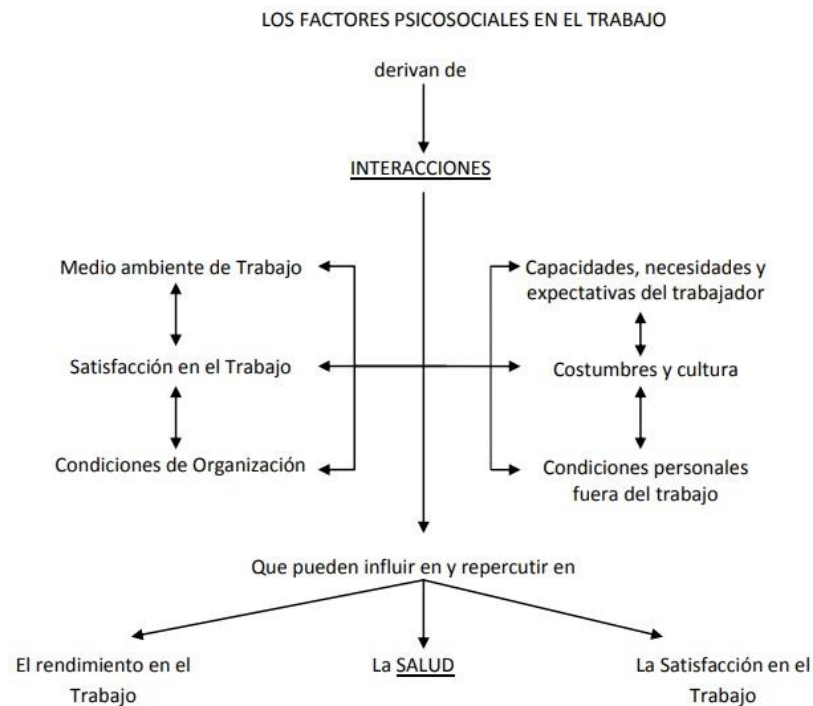 LOS FACTORES PSICOSOCIALES EN EL TRABAJO
derivan de
INTERACCIONES
Medio ambiente de Trabajo
Satisfacción en el Trabajo
Condiciones de Organización
Capacidades, necesidades y
expectativas del trabajador
Costumbres y cultura
Condiciones personales
fuera del trabajo
Que pueden influir en y repercutir en
El rendimiento en el
Trabajo
La SALUD
La Satisfacción en el
Trabajo